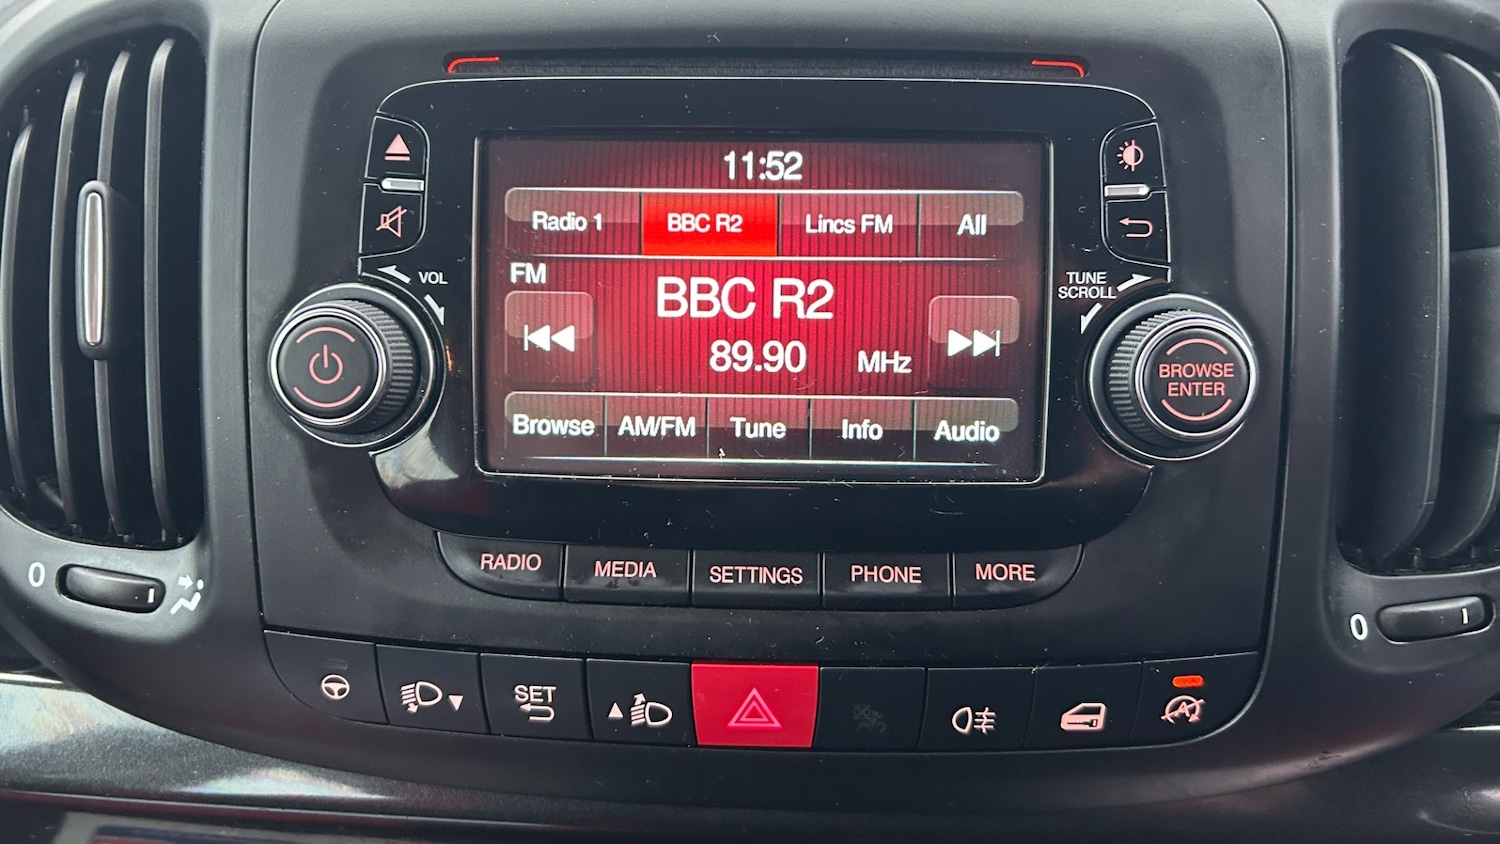 11:52
Radio 1 BBC R2 Lincs FM All
FM
BBC R2
89.90 MHz
Browse AM/FM Tune Info Audio
VOL
TUNE
SCROLL
BROWSE
ENTER
RADIO MEDIA SETTINGS PHONE MORE
0
0
SET
A